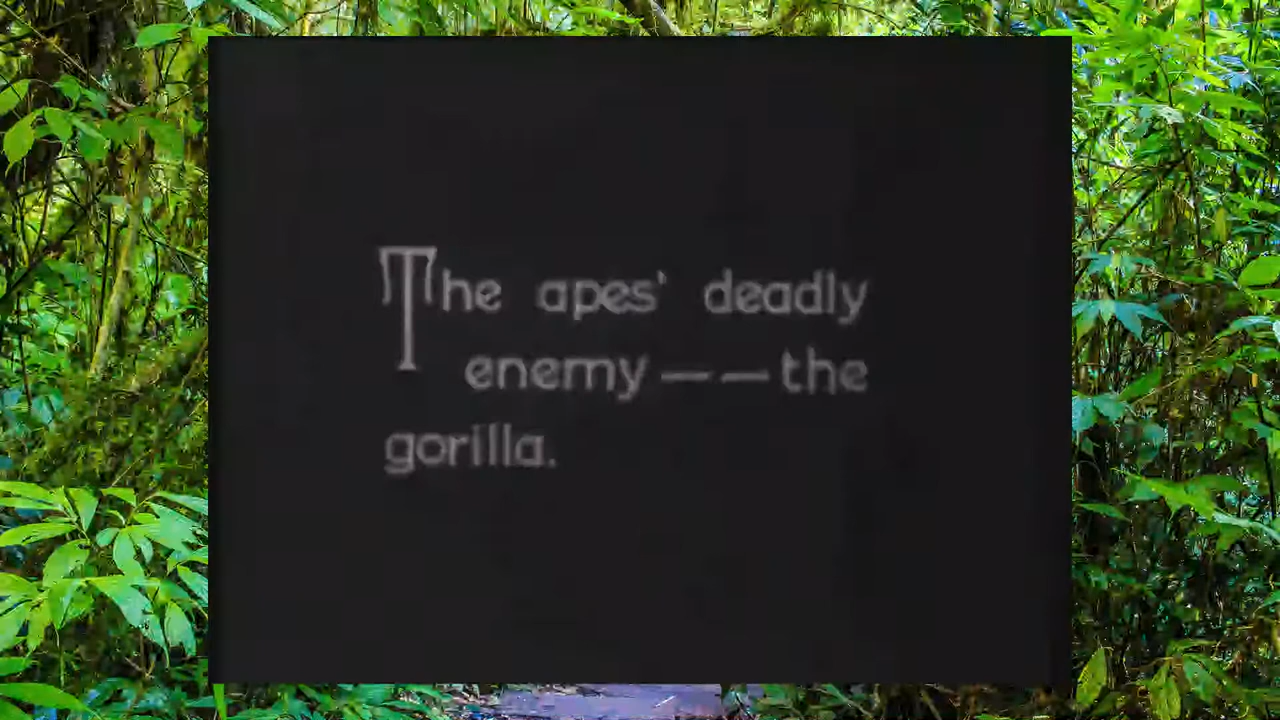 The apes' deadly
enemy — — the
gorilla.